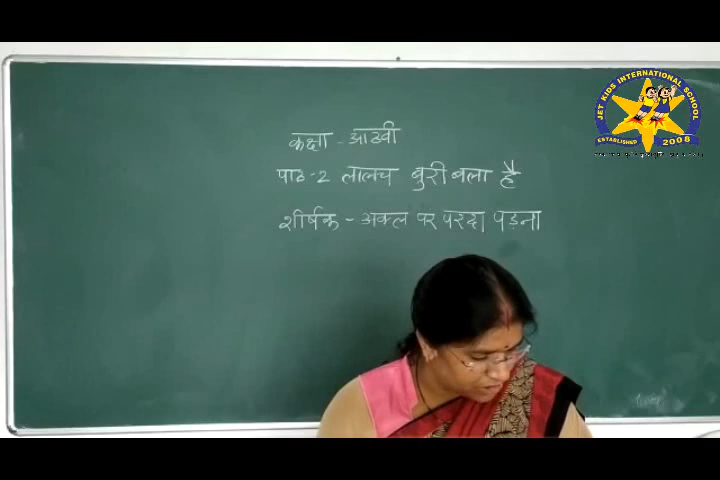 कक्षा - आठवी
पाठ-2 लालच बुरी बला है
शीर्षक - अक्ल पर परदा पड़ना
JET KIDS INTERNATIONAL SCHOOL
ESTABLISHED 2008